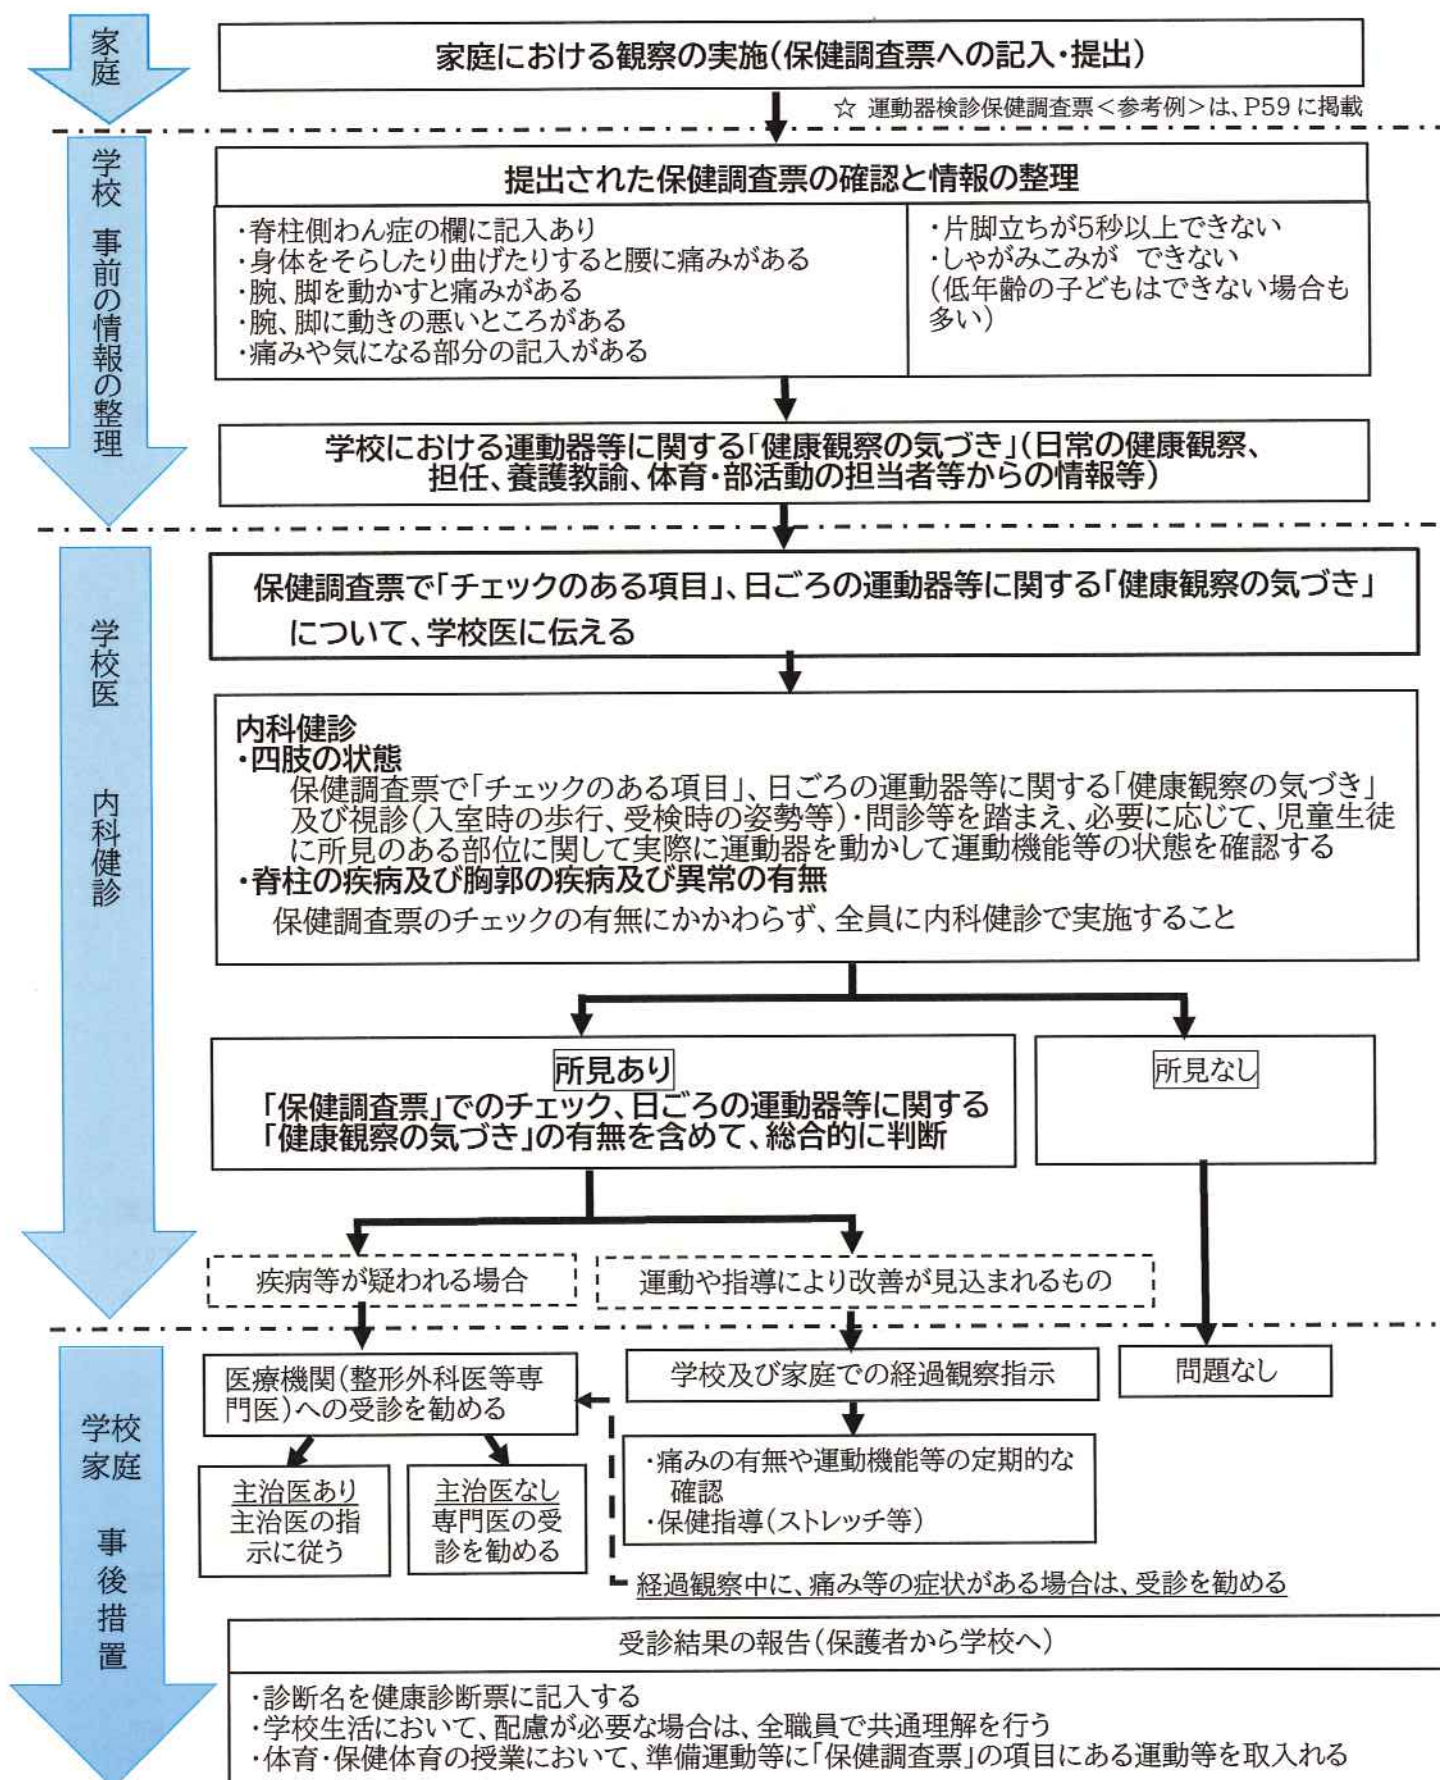 家庭
家庭における観察の実施(保健調査票への記入・提出)
☆ 運動器検診保健調査票<参考例>は、P59に掲載
学校 事前の情報の整理
提出された保健調査票の確認と情報の整理
・脊柱側わん症の欄に記入あり
・身体をそらしたり曲げたりすると腰に痛みがある
・腕、脚を動かすと痛みがある
・腕、脚に動きの悪いところがある
・痛みや気になる部分の記入がある
・片脚立ちが5秒以上できない
・しゃがみこみが できない
(低年齢の子どもはできない場合も
多い)
学校における運動器等に関する「健康観察の気づき」(日常の健康観察、
担任、養護教諭、体育・部活動の担当者等からの情報等)
学校医 内科健診
保健調査票で「チェックのある項目」、日ごろの運動器等に関する「健康観察の気づき」
について、学校医に伝える
内科健診
・四肢の状態
保健調査票で「チェックのある項目」、日ごろの運動器等に関する「健康観察の気づき」
及び視診(入室時の歩行、受検時の姿勢等)・問診等を踏まえ、必要に応じて、児童生徒
に所見のある部位に関して実際に運動器を動かして運動機能等の状態を確認する
・脊柱の疾病及び胸郭の疾病及び異常の有無
保健調査票のチェックの有無にかかわらず、全員に内科健診で実施すること
所見あり
「保健調査票」でのチェック、日ごろの運動器等に関する
「健康観察の気づき」の有無を含めて、総合的に判断
所見なし
疾病等が疑われる場合
運動や指導により改善が見込まれるもの
学校
家庭
事後措置
医療機関(整形外科医等専
門医)への受診を勧める
学校及び家庭での経過観察指示
問題なし
主治医あり
主治医の指
示に従う
主治医なし
専門医の受
診を勧める
・痛みの有無や運動機能等の定期的な
確認
・保健指導(ストレッチ等)
経過観察中に、痛み等の症状がある場合は、受診を勧める
受診結果の報告(保護者から学校へ)
・診断名を健康診断票に記入する
・学校生活において、配慮が必要な場合は、全職員で共通理解を行う
・体育・保健体育の授業において、準備運動等に「保健調査票」の項目にある運動等を取入れる